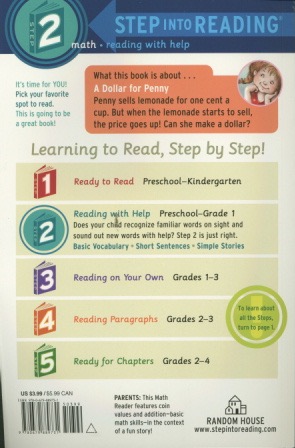 STEP
2
STEP INTO READING®
math • reading with help
It's time for YOU!
Pick your favorite
spot to read.
This is going to be
a great book!
What this book is about . . .
A Dollar for Penny
Penny sells lemonade for one cent a
cup. But when the lemonade starts to sell,
the price goes up! Can she make a dollar?
Learning to Read, Step by Step!
1
Ready to Read Preschool–Kindergarten
2
Reading with Help Preschool–Grade 1
Does your child recognize familiar words on sight and
sound out new words with help? Step 2 is just right.
Basic Vocabulary • Short Sentences • Simple Stories
3
Reading on Your Own Grades 1–3
4
Reading Paragraphs Grades 2–3
5
Ready for Chapters Grades 2–4
To learn about
all the Steps,
turn to page 1.
US $3.99 / $5.99 CAN
PARENTS: This Math
Reader features coin
values and addition–basic
math skills–in the context
of a fun story!
RANDOM HOUSE
www.stepintoreading.com